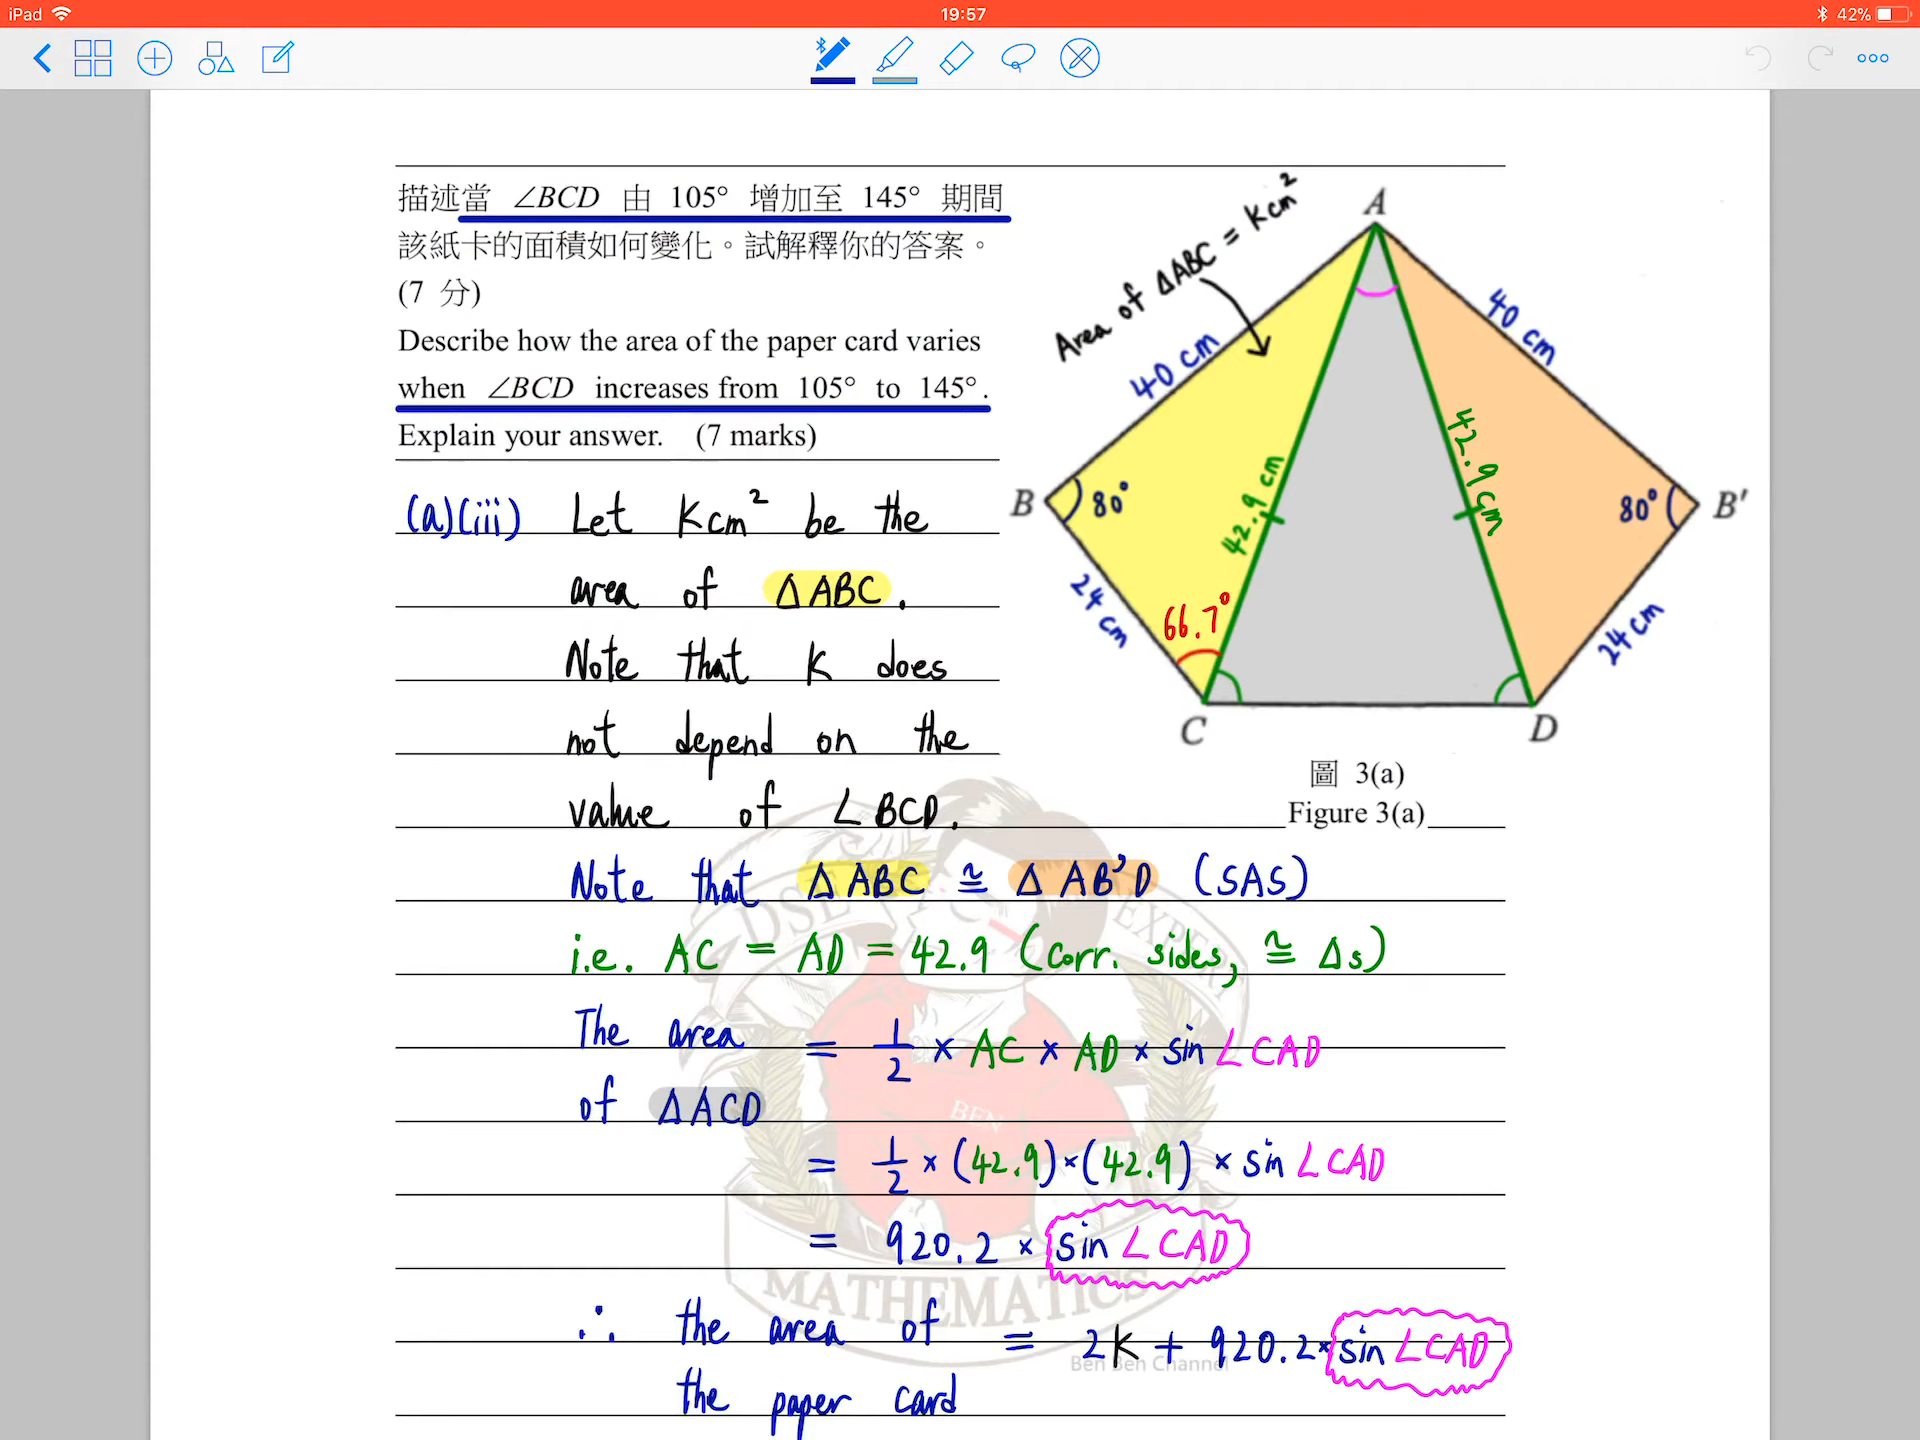 iPad 19:57 42%
描述當 ∠BCD 由 105° 增加至 145° 期間
該紙卡的面積如何變化。試解釋你的答案。
(7 分)
Describe how the area of the paper card varies
when ∠BCD increases from 105° to 145°.
Explain your answer. (7 marks)
Area of ΔABC = K cm²
A
40 cm
40 cm
B
80°
42.9 cm
42.9 cm
80°
B'
24 cm
66.7°
24 cm
C
D
圖 3(a)
Figure 3(a)
(a)(iii) Let K cm² be the
area of ΔABC.
Note that K does
not depend on the
value of ∠BCD.
Note that ΔABC ≅ ΔAB'D (SAS)
i.e. AC = AD = 42.9 (corr. sides, ≅ Δs)
The area = 1/2 × AC × AD × sin ∠CAD
of ΔACD
= 1/2 × (42.9) × (42.9) × sin ∠CAD
= 920.2 × sin ∠CAD
∴ the area of = 2K + 920.2 × sin ∠CAD
the paper card
DSE
EXPERT
BEN
MATHEMATICS
Ben Ben Channel